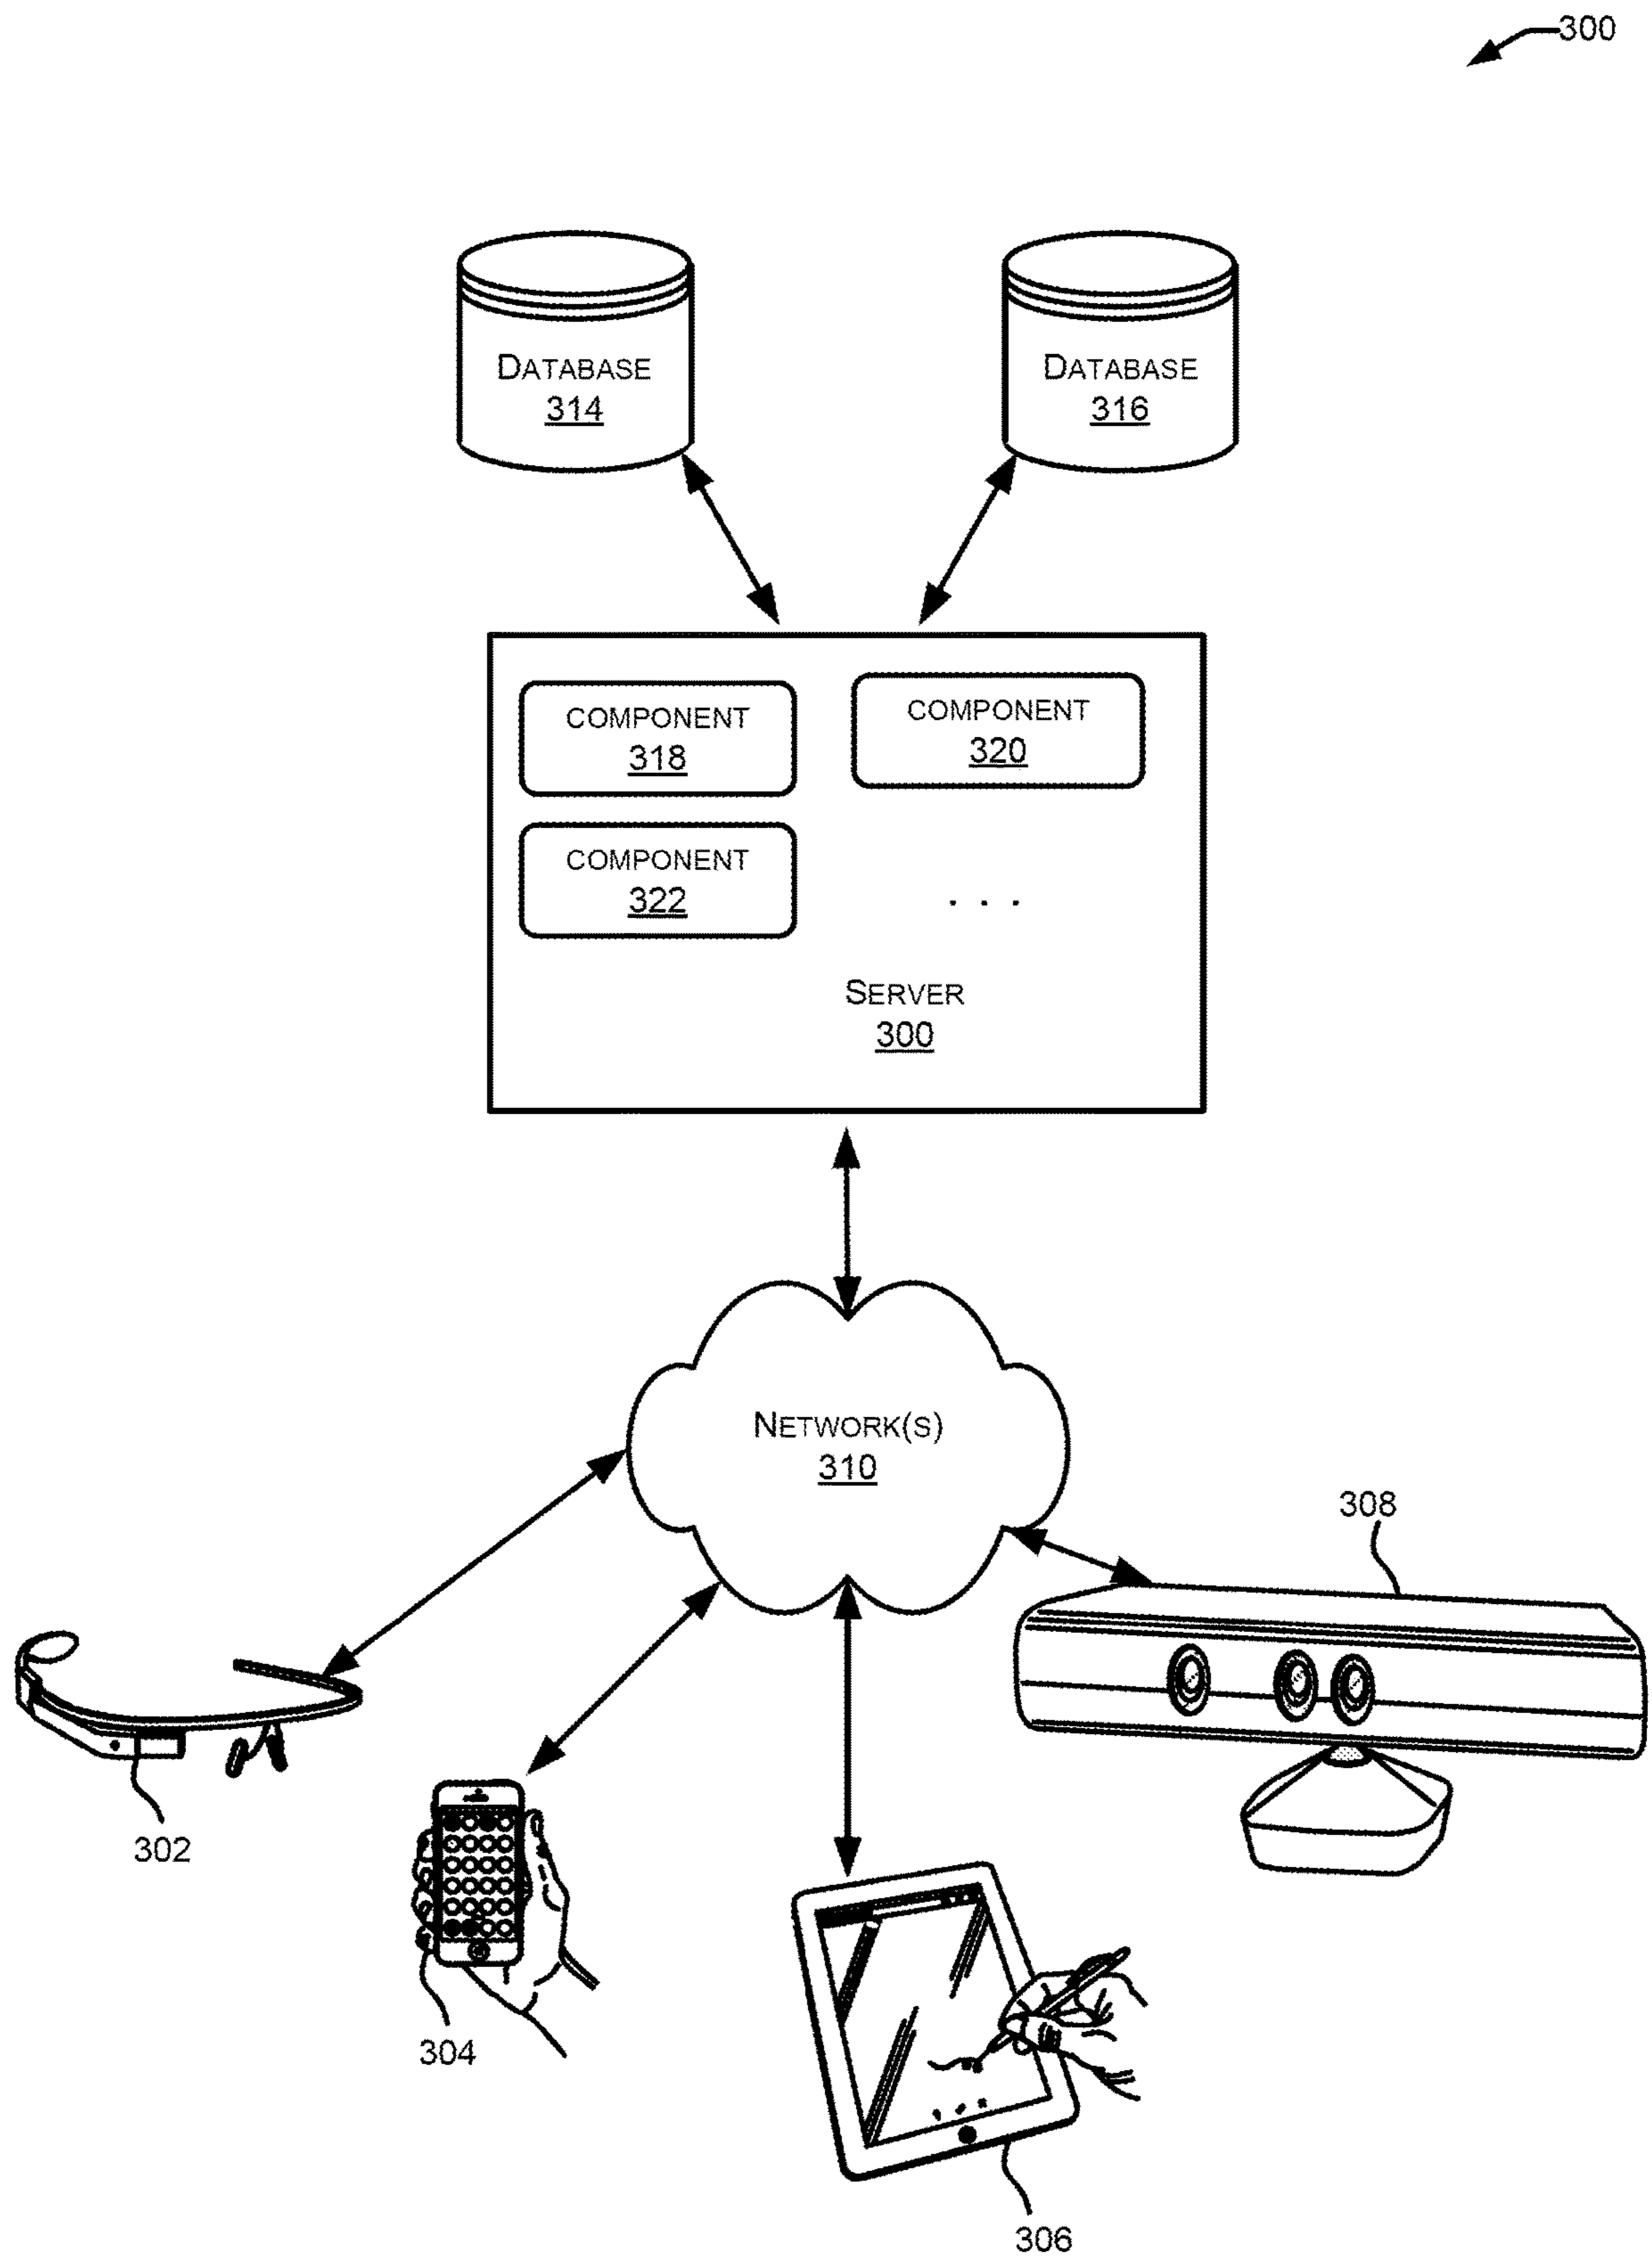 300
DATABASE
314
DATABASE
316
COMPONENT
318
COMPONENT
320
COMPONENT
322
. . .
SERVER
300
NETWORK(S)
310
308
302
304
306